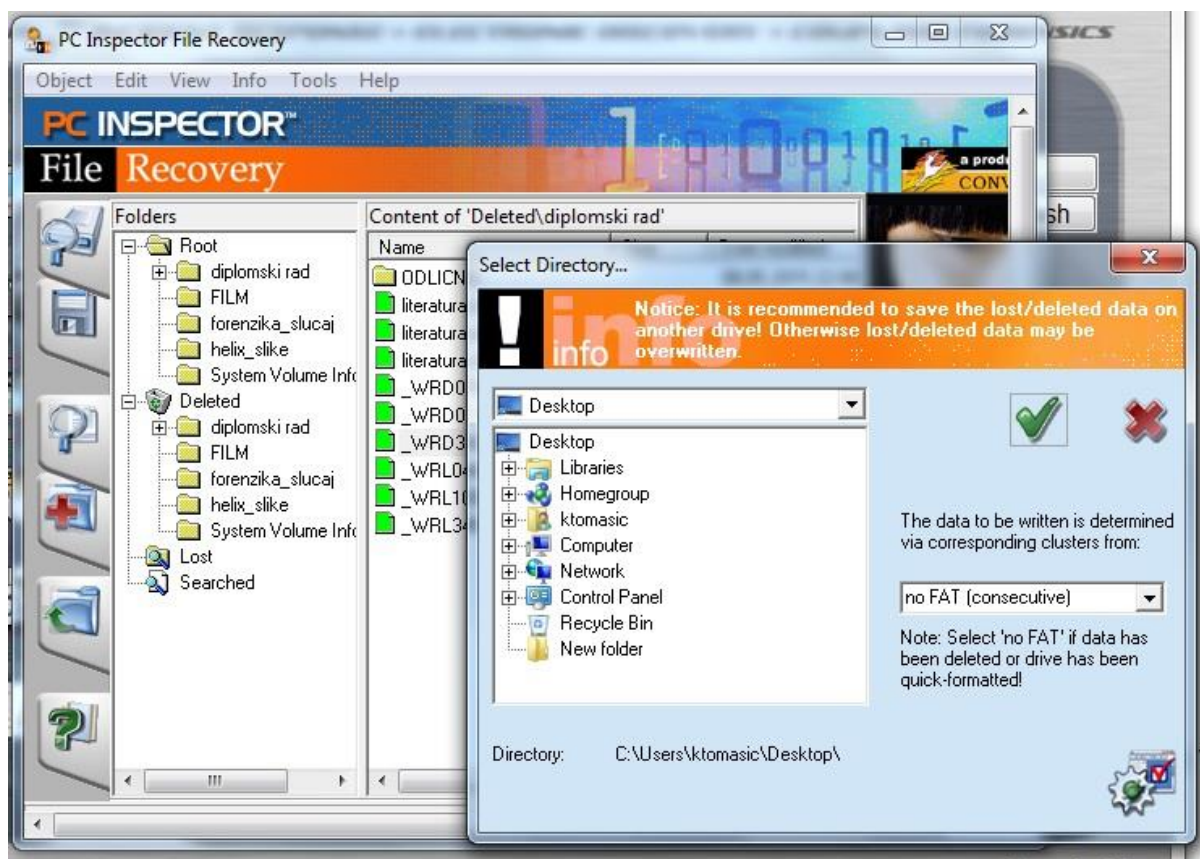 PC Inspector File Recovery
Object Edit View Info Tools Help
PC INSPECTOR™
File Recovery
a prod
CONV
Folders
Root
diplomski rad
FILM
forenzika_slucaj
helix_slike
System Volume Info
Deleted
diplomski rad
FILM
forenzika_slucaj
helix_slike
System Volume Info
Lost
Searched
Content of 'Deleted\diplomski rad'
Name
ODLICN
literatura
literatura
literatura
_WRD0
_WRD0
_WRD3
_WRL04
_WRL10
_WRL34
Select Directory...
info
Notice: It is recommended to save the lost/deleted data on
another drive! Otherwise lost/deleted data may be
overwritten.
Desktop
Desktop
Libraries
Homegroup
ktomasic
Computer
Network
Control Panel
Recycle Bin
New folder
The data to be written is determined
via corresponding clusters from:
no FAT (consecutive)
Note: Select 'no FAT' if data has
been deleted or drive has been
quick-formatted!
Directory: C:\Users\ktomasic\Desktop\